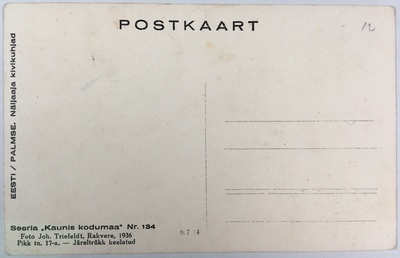 POSTKAART
12
EESTI / PALMSE. Näljaaja kivikuhjad
Seeria „Kaunis kodumaa" Nr. 134
Foto Joh. Triefeldt, Rakvere, 1936
Pikk tn. 17-a. — Järeltrükk keelatud